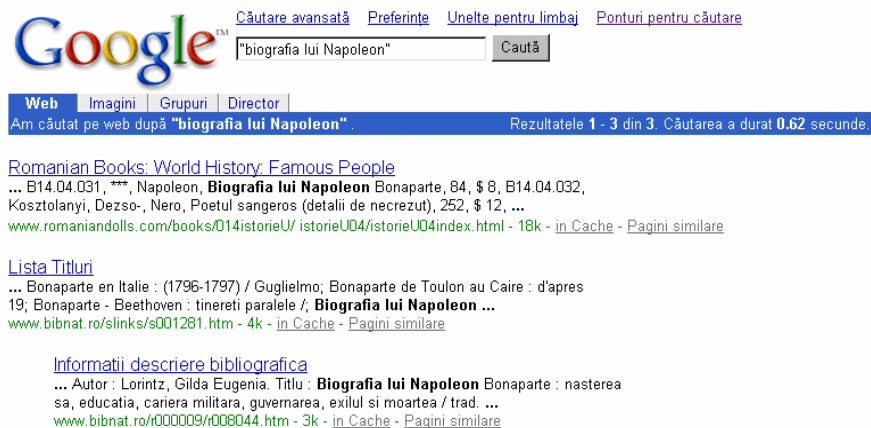 Google™
Căutare avansată Preferinţe Unelte pentru limbaj Ponturi pentru căutare
"biografia lui Napoleon" Caută
Web Imagini Grupuri Director
Am căutat pe web după "biografia lui Napoleon" . Rezultatele 1 - 3 din 3. Căutarea a durat 0.62 secunde.
Romanian Books: World History: Famous People
... B14.04.031, ***, Napoleon, Biografia lui Napoleon Bonaparte, 84, $ 8, B14.04.032,
Kosztolanyi, Dezso-, Nero, Poetul sangeros (detalii de necrezut), 252, $ 12, ...
www.romaniandolls.com/books/014istorieU/ istorieU04/istorieU04index.html - 18k - in Cache - Pagini similare
Lista Titluri
... Bonaparte en Italie : (1796-1797) / Guglielmo; Bonaparte de Toulon au Caire : d'apres
19; Bonaparte - Beethoven : tinereti paralele /; Biografia lui Napoleon ...
www.bibnat.ro/slinks/s001281.htm - 4k - in Cache - Pagini similare
Informatii descriere bibliografica
... Autor : Lorintz, Gilda Eugenia. Titlu : Biografia lui Napoleon Bonaparte : nasterea
sa, educatia, cariera militara, guvernarea, exilul si moartea / trad. ...
www.bibnat.ro/r000009/r008044.htm - 3k - in Cache - Pagini similare